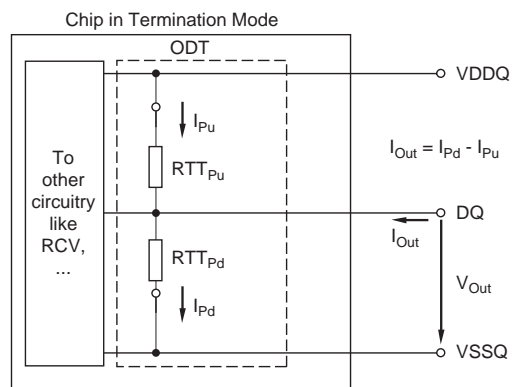 Chip in Termination Mode
ODT
VDDQ
I_Pu
I_Out = I_Pd - I_Pu
To
other
circuitry
like
RCV,
...
RTT_Pu
DQ
I_Out
RTT_Pd
V_Out
I_Pd
VSSQ